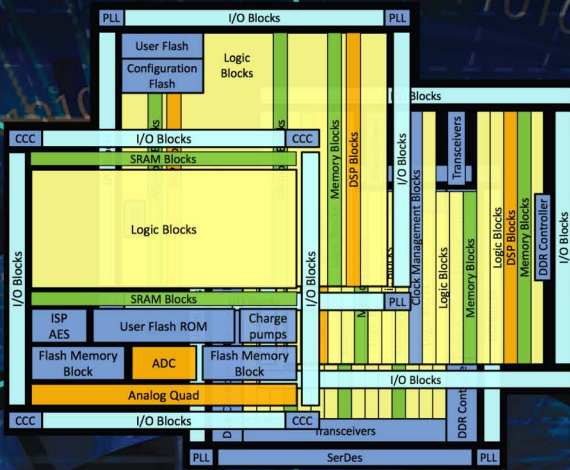 PLL
I/O Blocks
PLL
User Flash
Configuration
Flash
Logic
Blocks
Memory Blocks
DSP Blocks
I/O Blocks
PLL
CCC
I/O Blocks
CCC
SRAM Blocks
I/O Blocks
Logic Blocks
I/O Blocks
SRAM Blocks
ISP
AES
User Flash ROM
Charge
pumps
Flash Memory
Block
ADC
Flash Memory
Block
Analog Quad
CCC
I/O Blocks
CCC
Blocks
Clock Management Blocks
Transceivers
Logic Blocks
Memory Blocks
Logic Blocks
DSP Blocks
Memory Blocks
DDR Controller
I/O Blocks
I/O Blocks
Transceivers
DDR Cont
PLL
SerDes
PLL